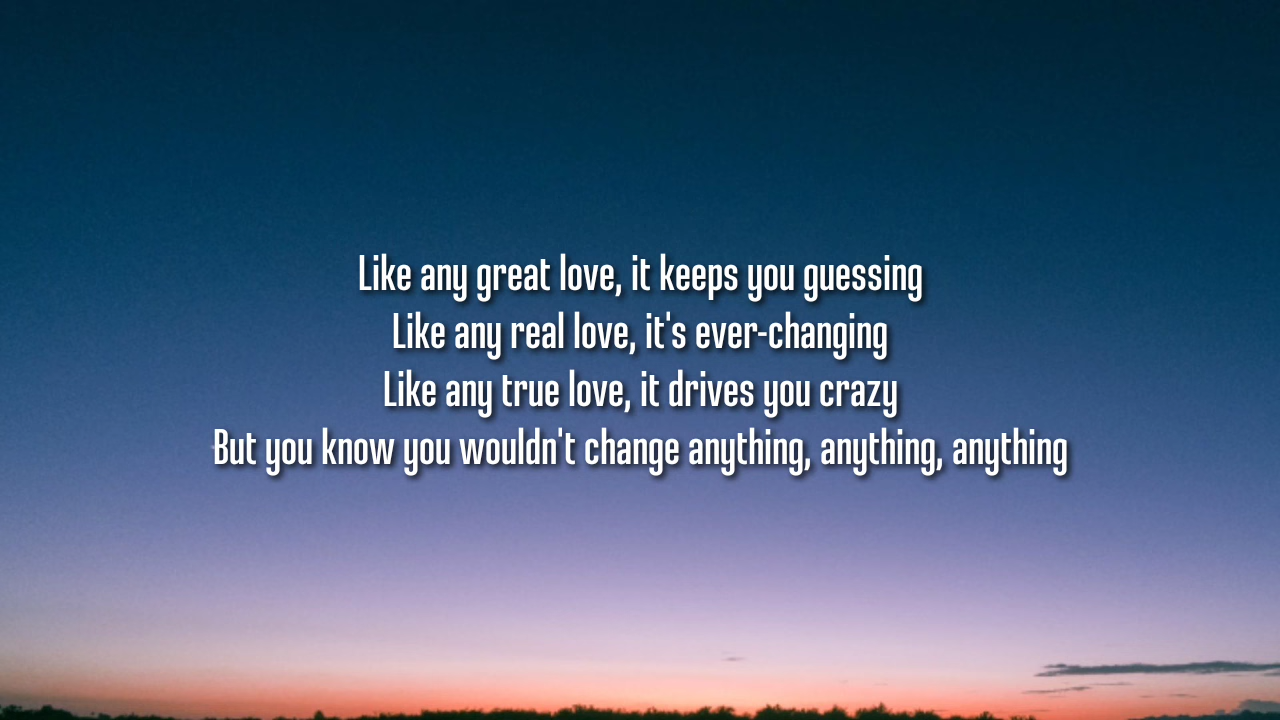 Like any great love, it keeps you guessing
Like any real love, it's ever-changing
Like any true love, it drives you crazy
But you know you wouldn't change anything, anything, anything